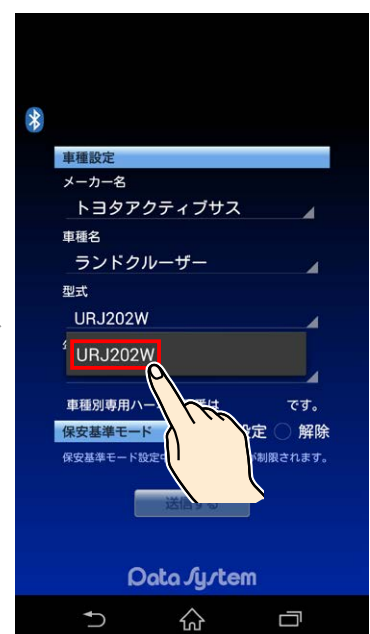 車種設定
メーカー名
トヨタアクティブサス
車種名
ランドクルーザー
型式
URJ202W
URJ202W
車種別専用ハー は です。
保安基準モード 定 解除
保安基準モード設定 制限されます。
送信する
Data System